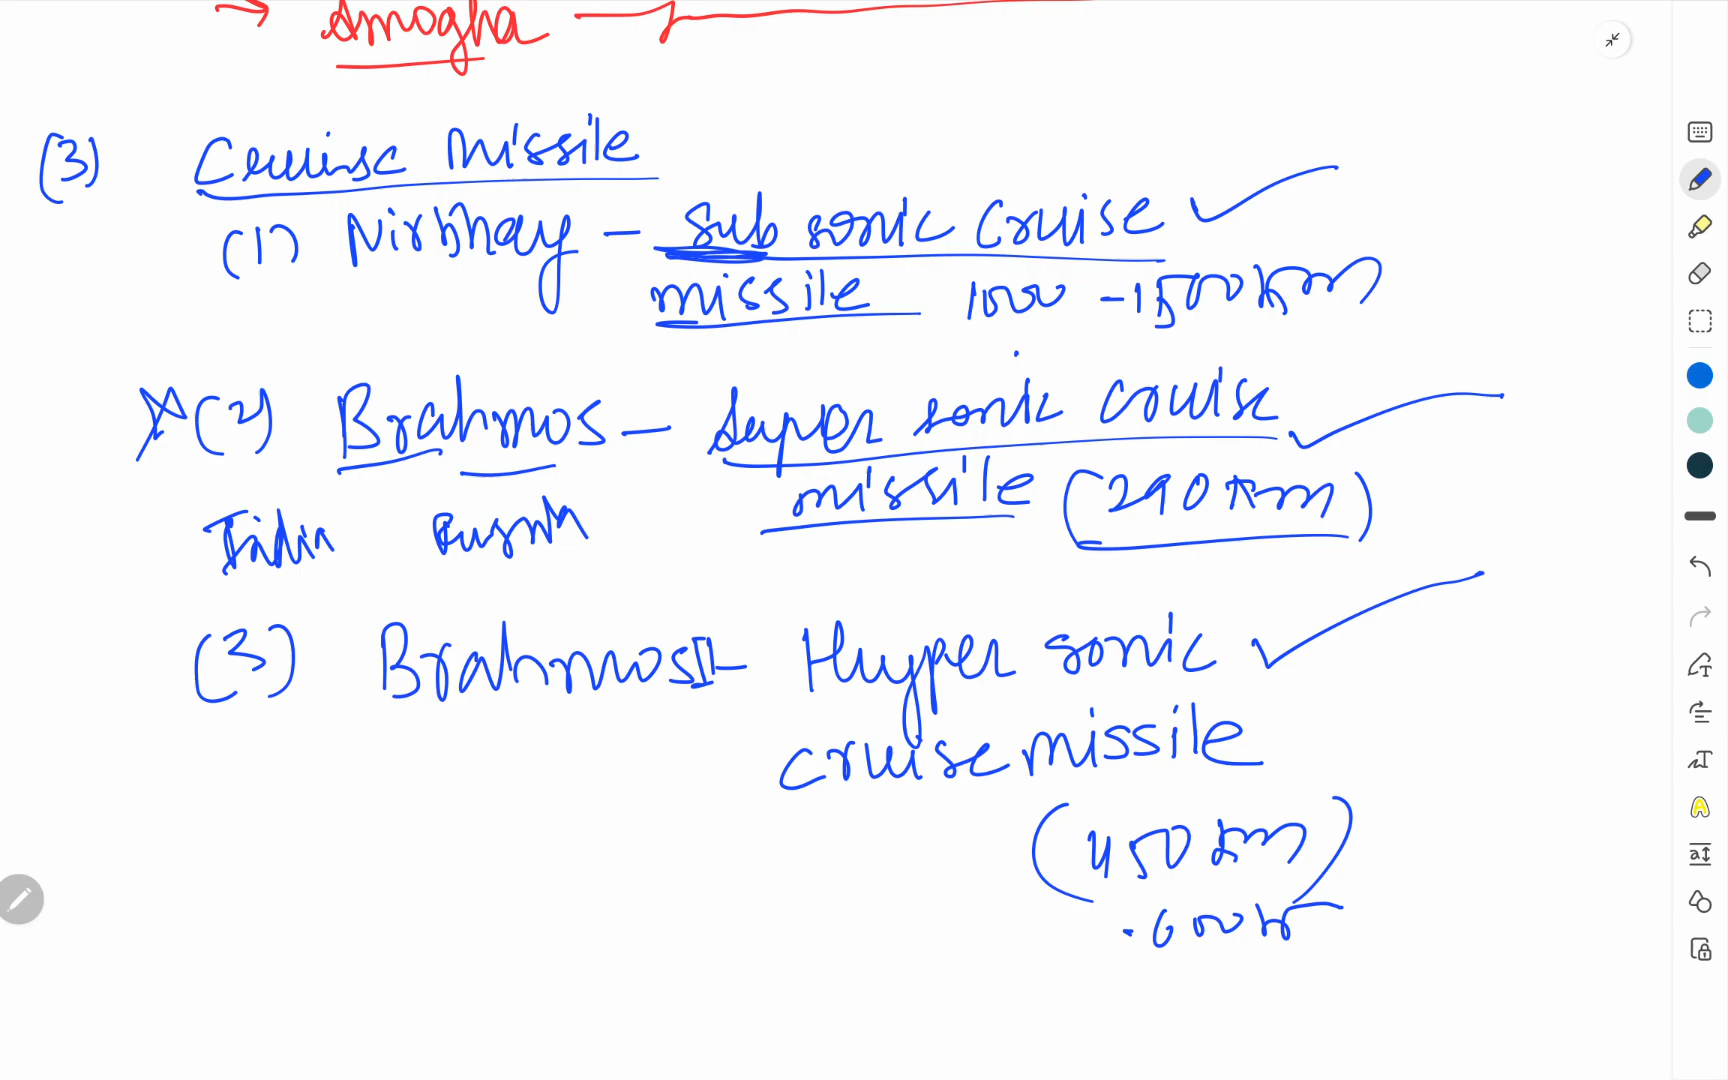 → Amogha —
(3) Cruise missile
(1) Nirbhay - sub sonic cruise
missile 1000 - 1500 km
(2) Brahmos - Super sonic cruise
missile (290 km)
India Russia
(3) Brahmos II - Hyper sonic
cruise missile
(450 km)
- 600 k